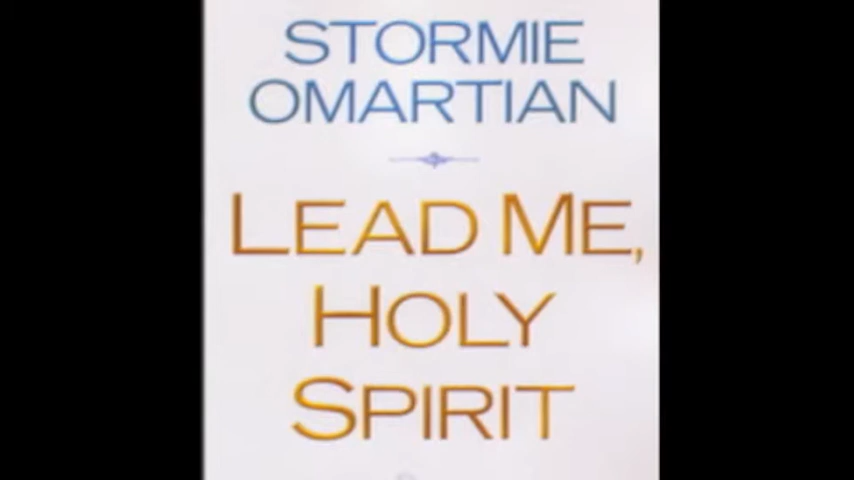 STORMIE
OMARTIAN
LEAD ME,
HOLY
SPIRIT